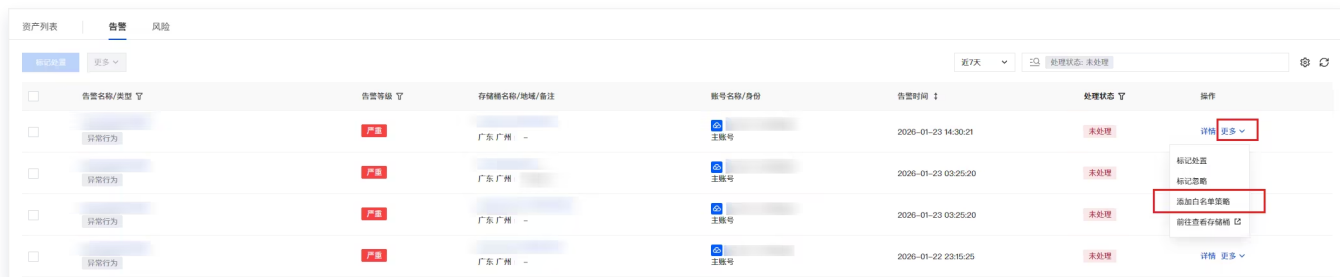 资产列表 告警 风险
标记处置 更多
近7天 处理状态: 未处理
告警名称/类型 告警等级 存储桶名称/地域/备注 账号名称/身份 告警时间 处理状态 操作
异常行为 严重 广东 广州 - 主账号 2026-01-23 14:30:21 未处理 详情 更多
标记处置
异常行为 严重 广东 广州 主账号 2026-01-23 03:25:20 未处理
标记忽略
添加白名单策略
异常行为 严重 广东 广州 - 主账号 2026-01-23 03:25:20 未处理
前往查看存储桶
异常行为 严重 广东 广州 - 主账号 2026-01-22 23:15:25 未处理 详情 更多